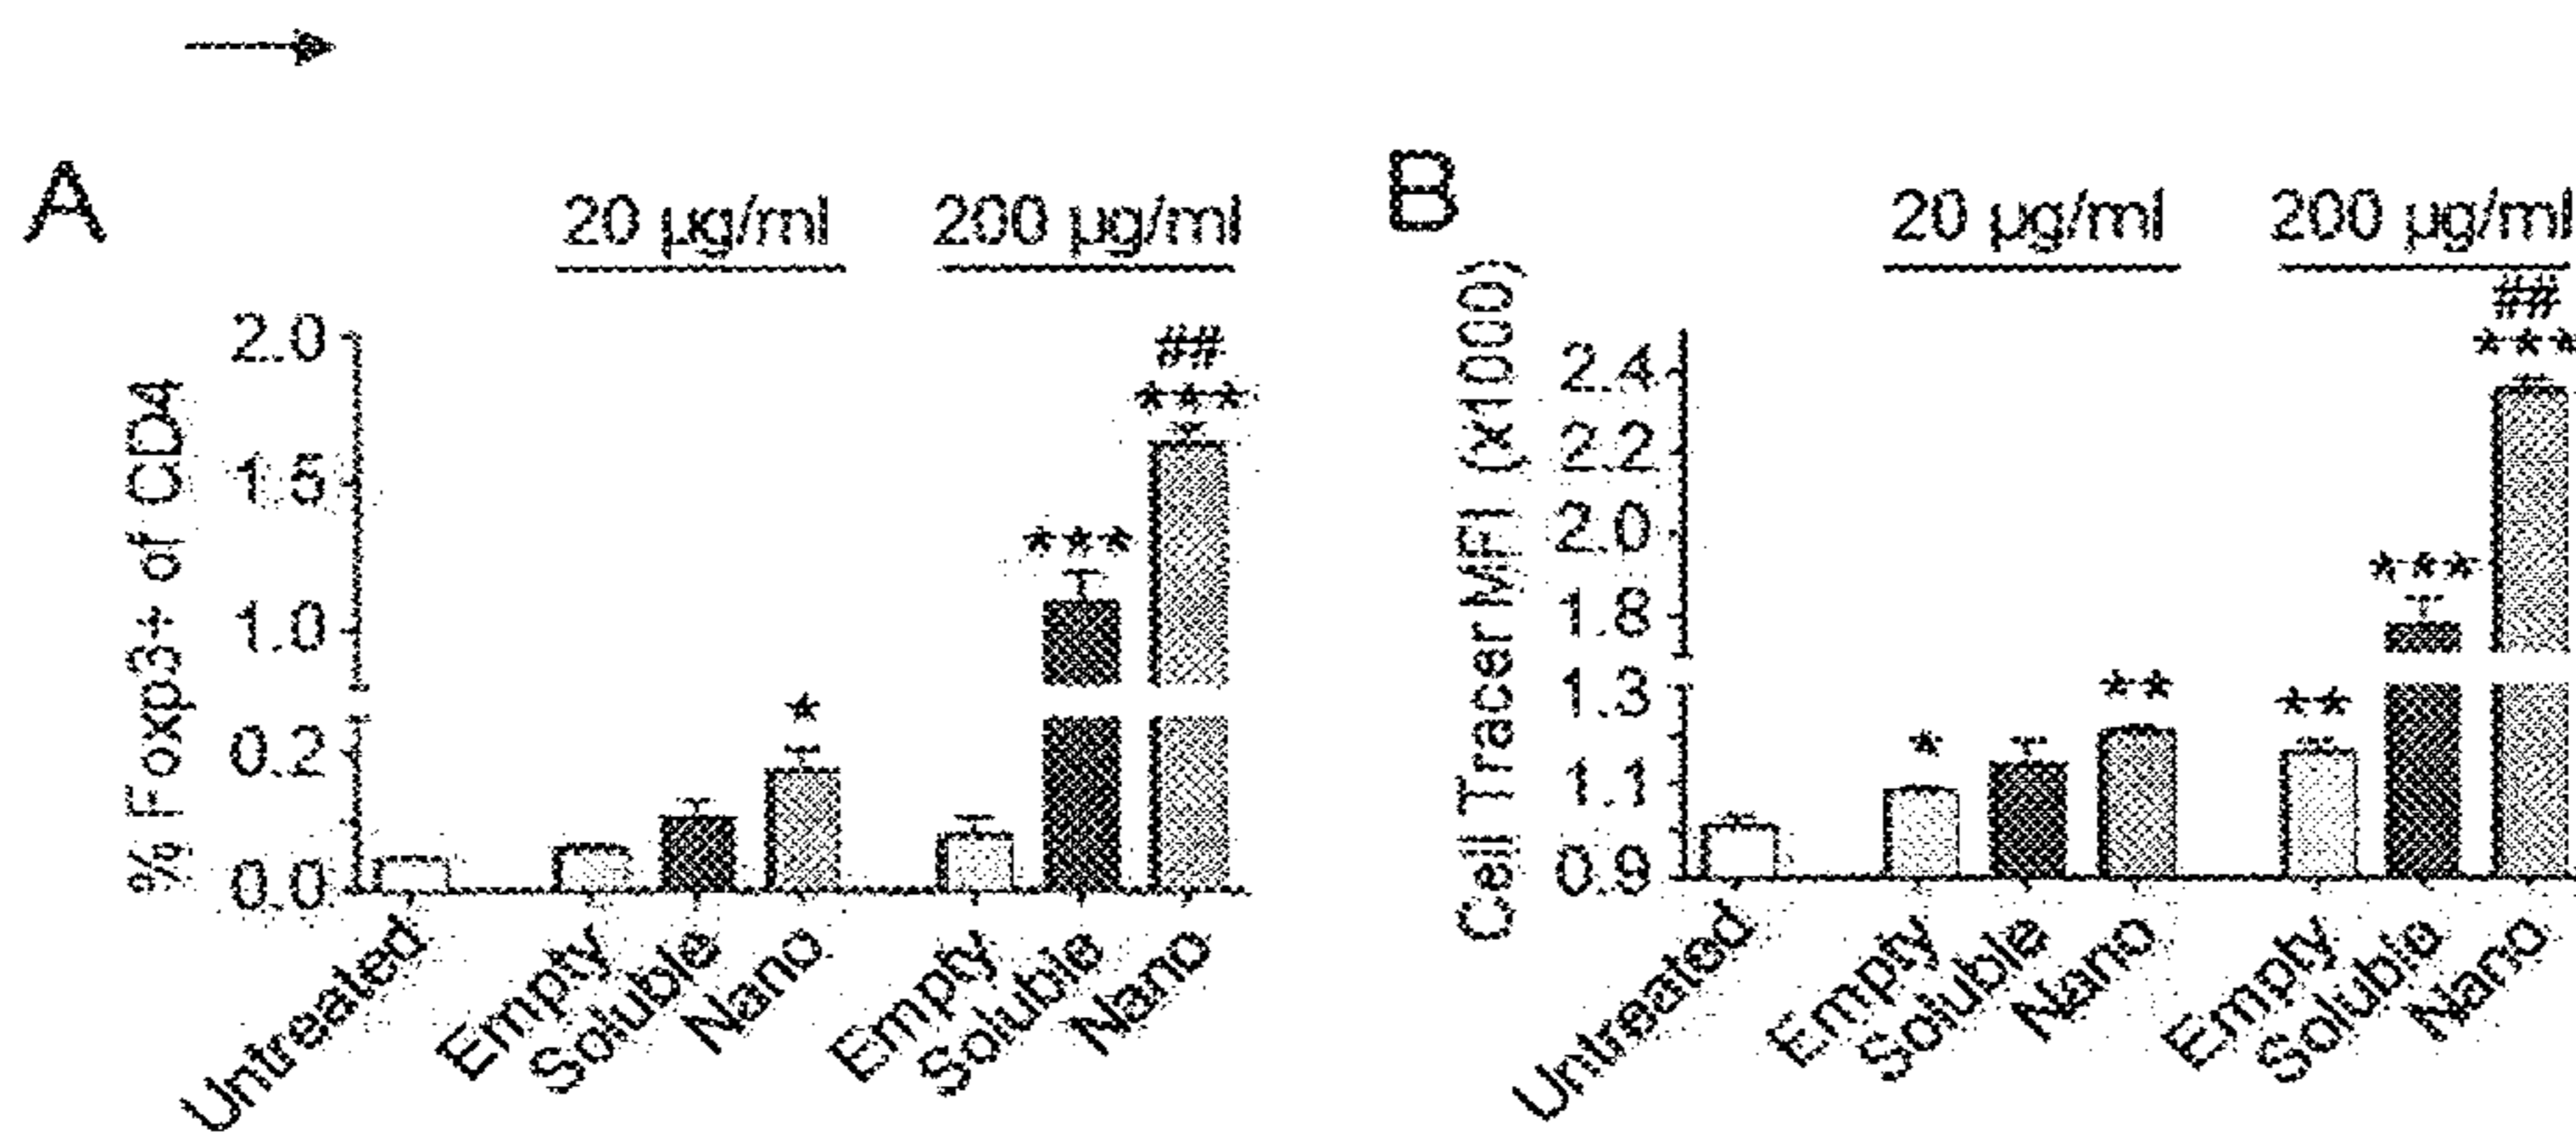 A
20 µg/ml
200 µg/ml
% Foxp3+ of CD4
2.0
1.5
1.0
0.2
0.0
##
***
***
*
Untreated
Empty
Soluble
Nano
Empty
Soluble
Nano
B
20 µg/ml
200 µg/ml
Cell Tracer MFI (x1000)
2.4
2.2
2.0
1.8
1.3
1.1
0.9
##
***
***
*
**
**
Untreated
Empty
Soluble
Nano
Empty
Soluble
Nano